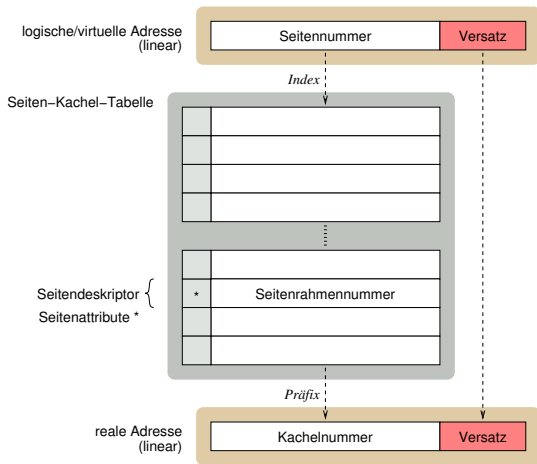 logische/virtuelle Adresse
(linear)
Seitennummer
Versatz
Index
Seiten−Kachel−Tabelle
Seitendeskriptor
*
Seitenrahmennummer
Seitenattribute *
Präfix
reale Adresse
(linear)
Kachelnummer
Versatz